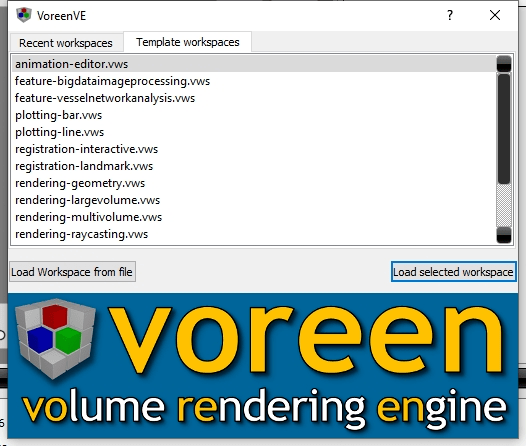 VoreenVE
?
Recent workspaces Template workspaces
animation-editor.vws
feature-bigdataimageprocessing.vws
feature-vesselnetworkanalysis.vws
plotting-bar.vws
plotting-line.vws
registration-interactive.vws
registration-landmark.vws
rendering-geometry.vws
rendering-largevolume.vws
rendering-multivolume.vws
rendering-raycasting.vws
Load Workspace from file Load selected workspace
voreen
volume rendering engine